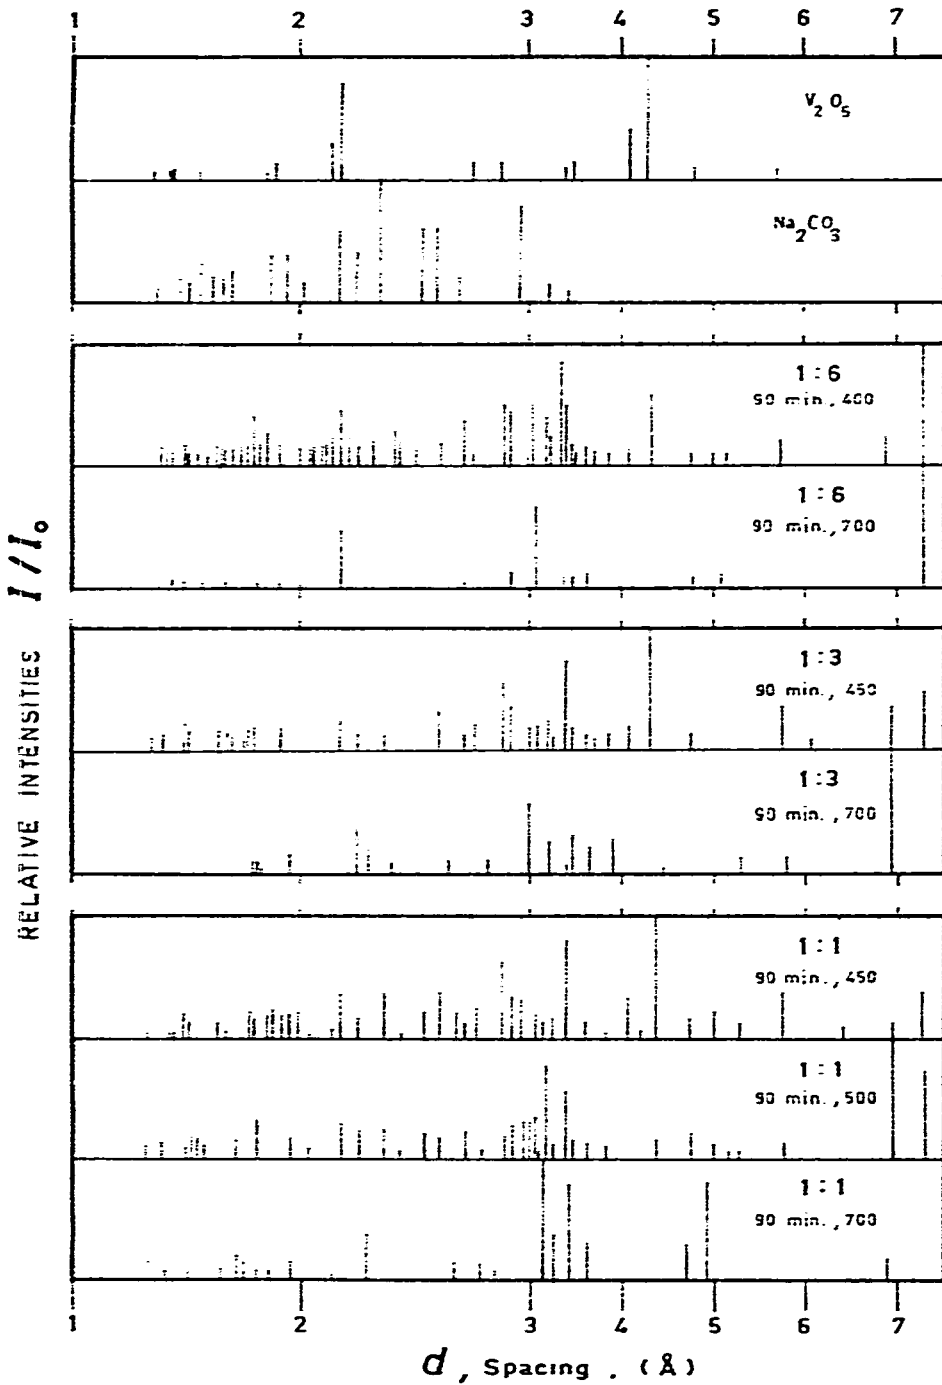 1 2 3 4 5 6 7
V2O5
Na2CO3
1:6
90 min., 400
1:6
90 min., 700
1:3
90 min., 450
1:3
90 min., 700
1:1
90 min., 450
1:1
90 min., 500
1:1
90 min., 700
RELATIVE INTENSITIES I/Io
1 2 3 4 5 6 7
d, Spacing, (Å)